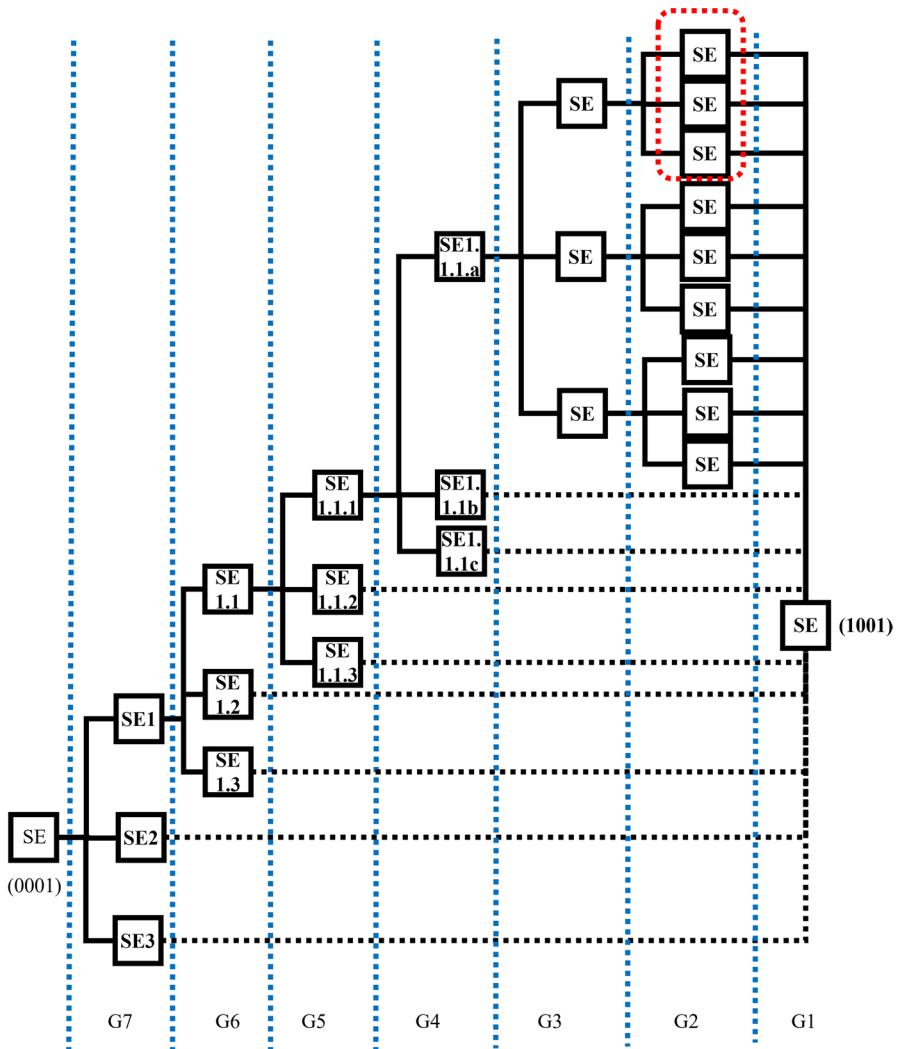 SE
SE
SE
SE
SE
SE
SE
SE1.
1.1.a
SE
SE
SE
SE
SE
SE
SE
1.1.1
SE1.
1.1b
SE1.
1.1c
SE
1.1
SE
1.1.2
SE (1001)
SE
1.1.3
SE
1.2
SE1
SE
1.3
SE
SE2
(0001)
SE3
G7 G6 G5 G4 G3 G2 G1